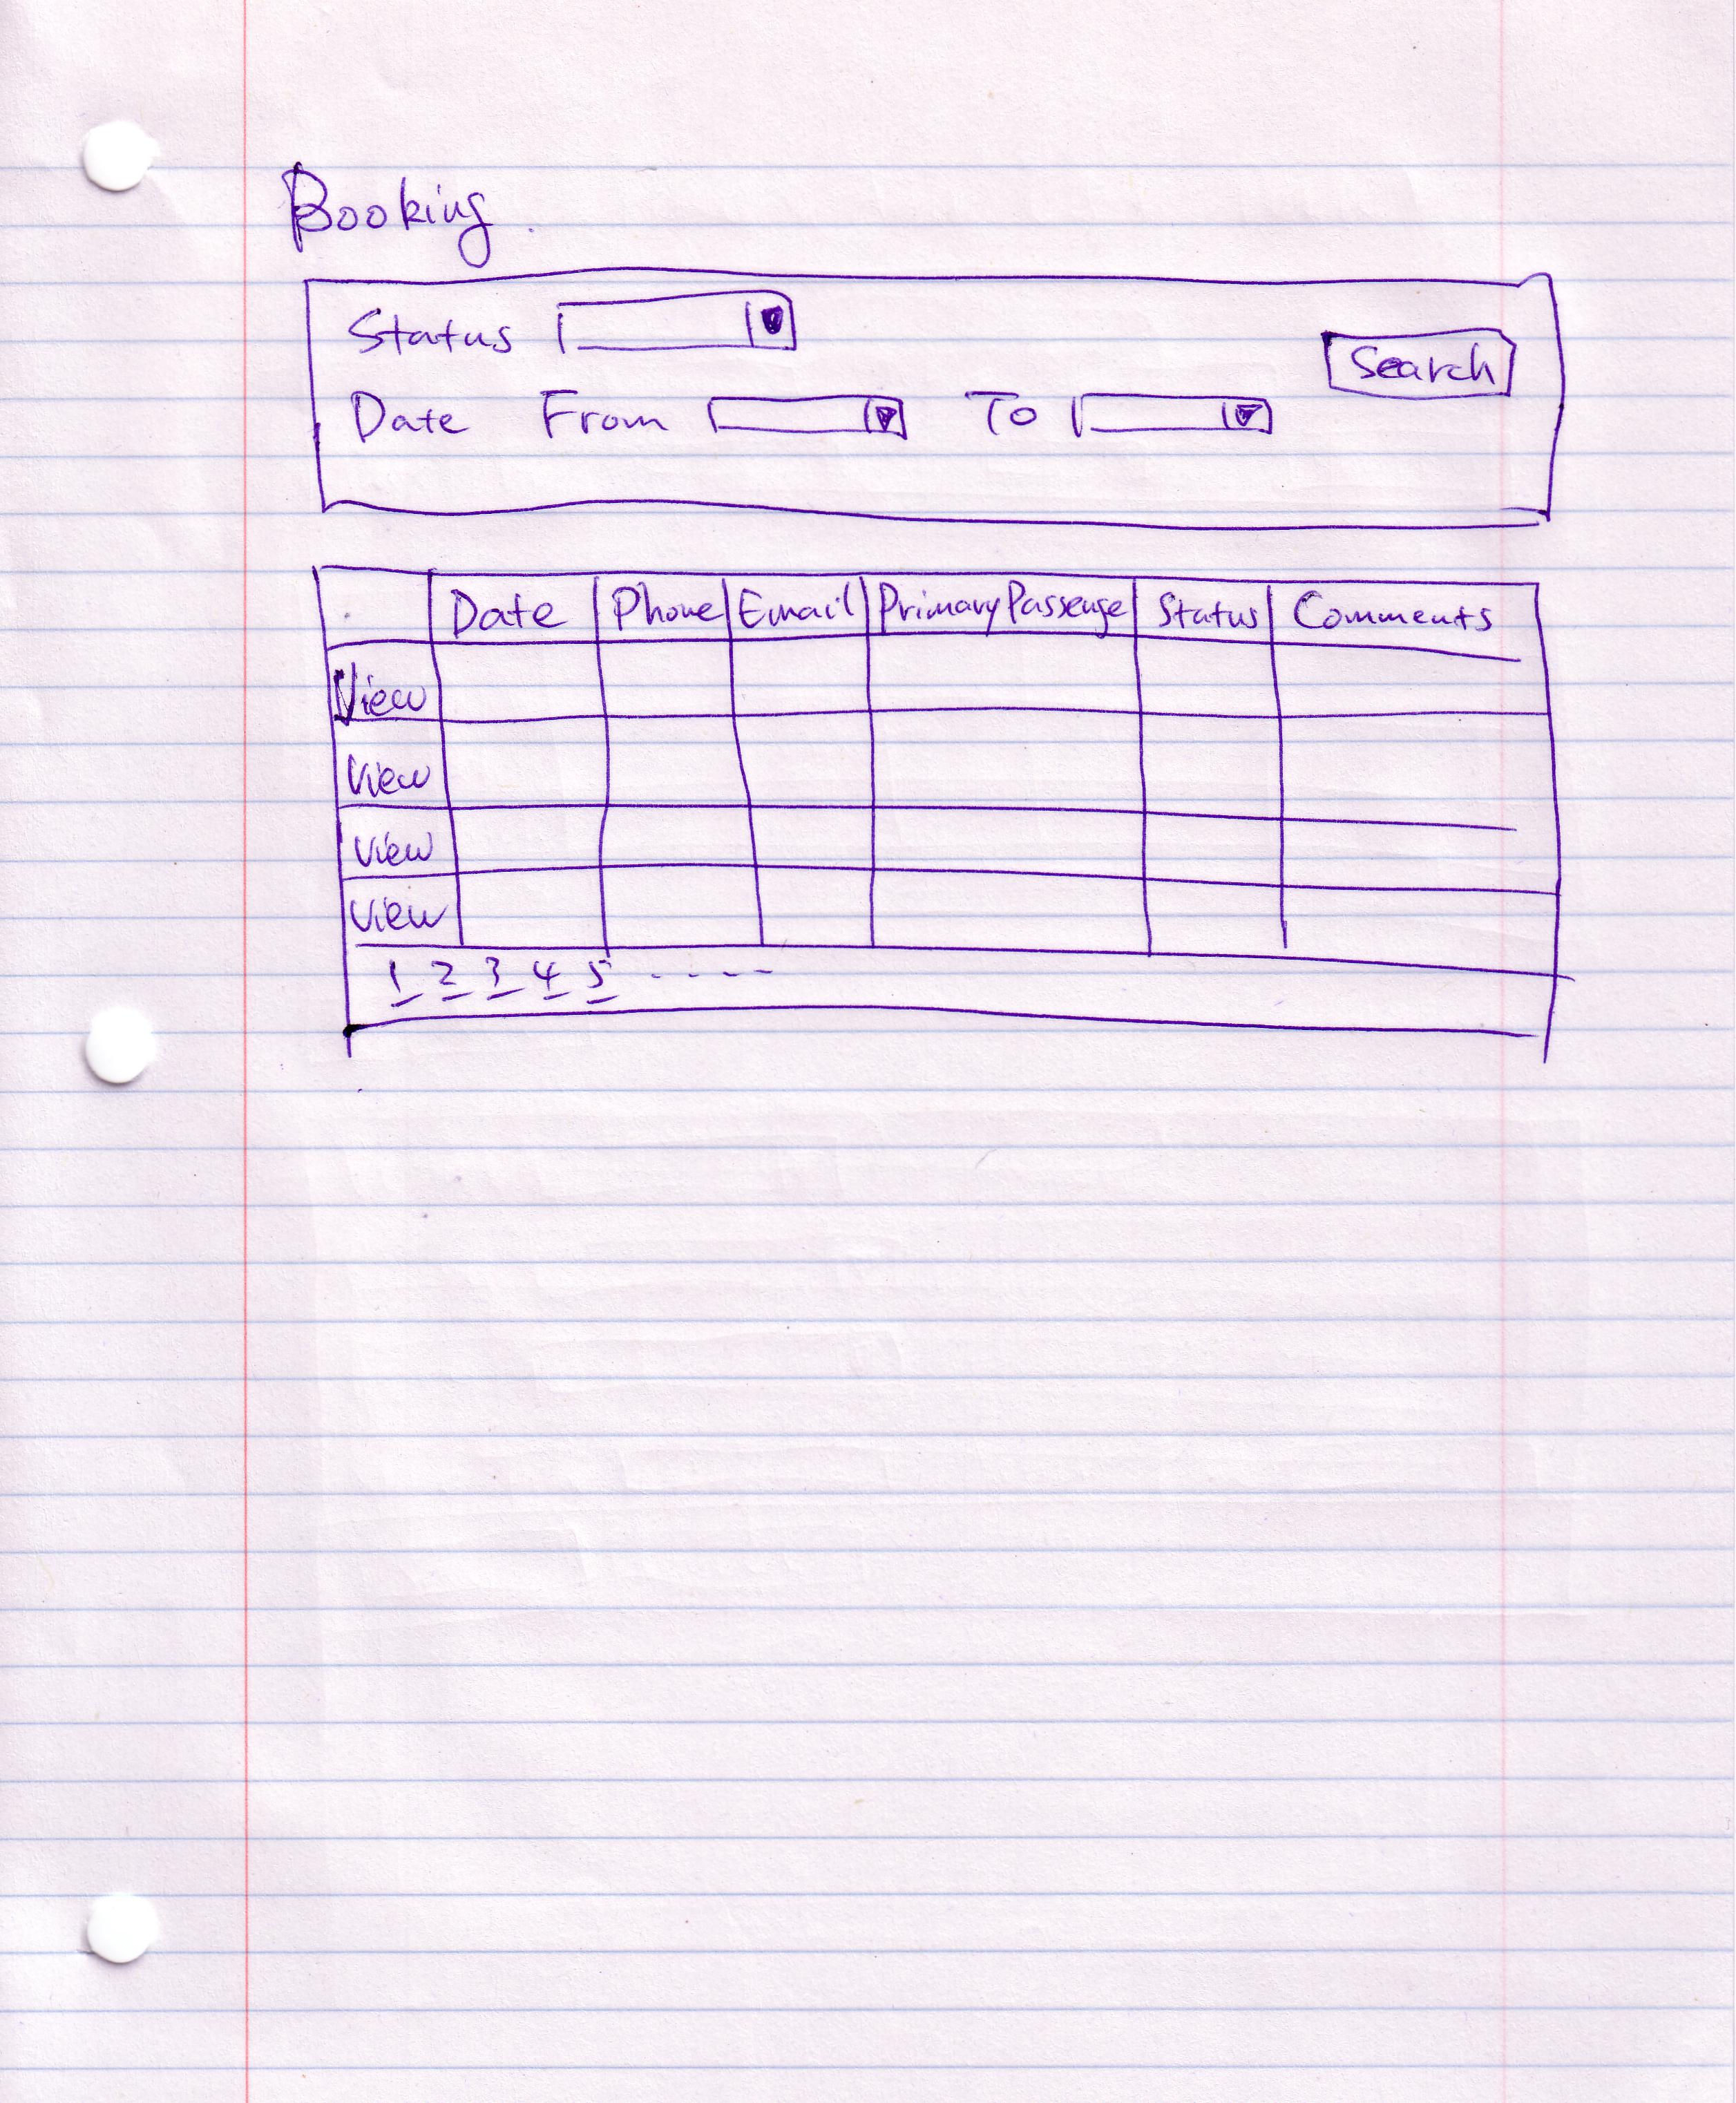 Booking
Status
Search
Date From To
Date Phone Email Primary Passenge Status Comments
View
View
View
View
1 2 3 4 5 - - - -